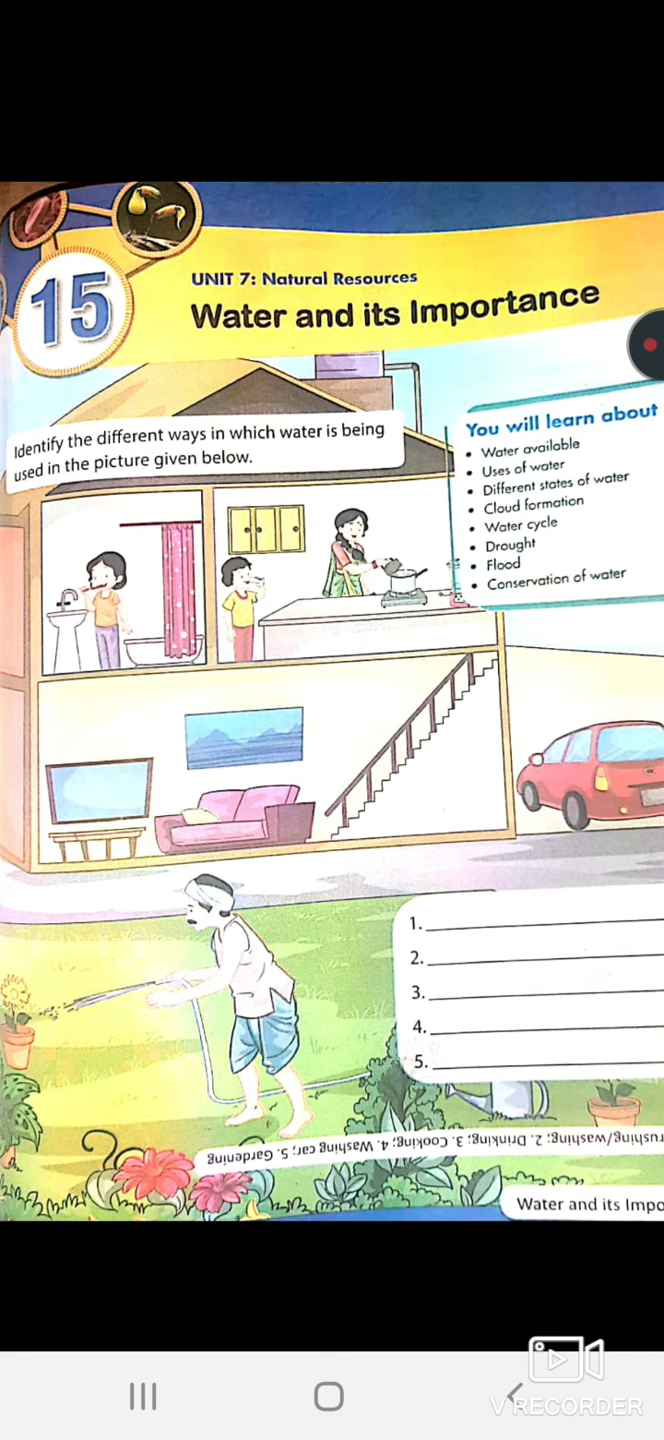 15
UNIT 7: Natural Resources
Water and its Importance
Identify the different ways in which water is being
used in the picture given below.
You will learn about
• Water available
• Uses of water
• Different states of water
• Cloud formation
• Water cycle
• Drought
• Flood
• Conservation of water
1.
2.
3.
4.
5.
rushing/washing; 2. Drinking; 3. Cooking; 4. Washing car; 5. Gardening
Water and its Impo
V RECORDER